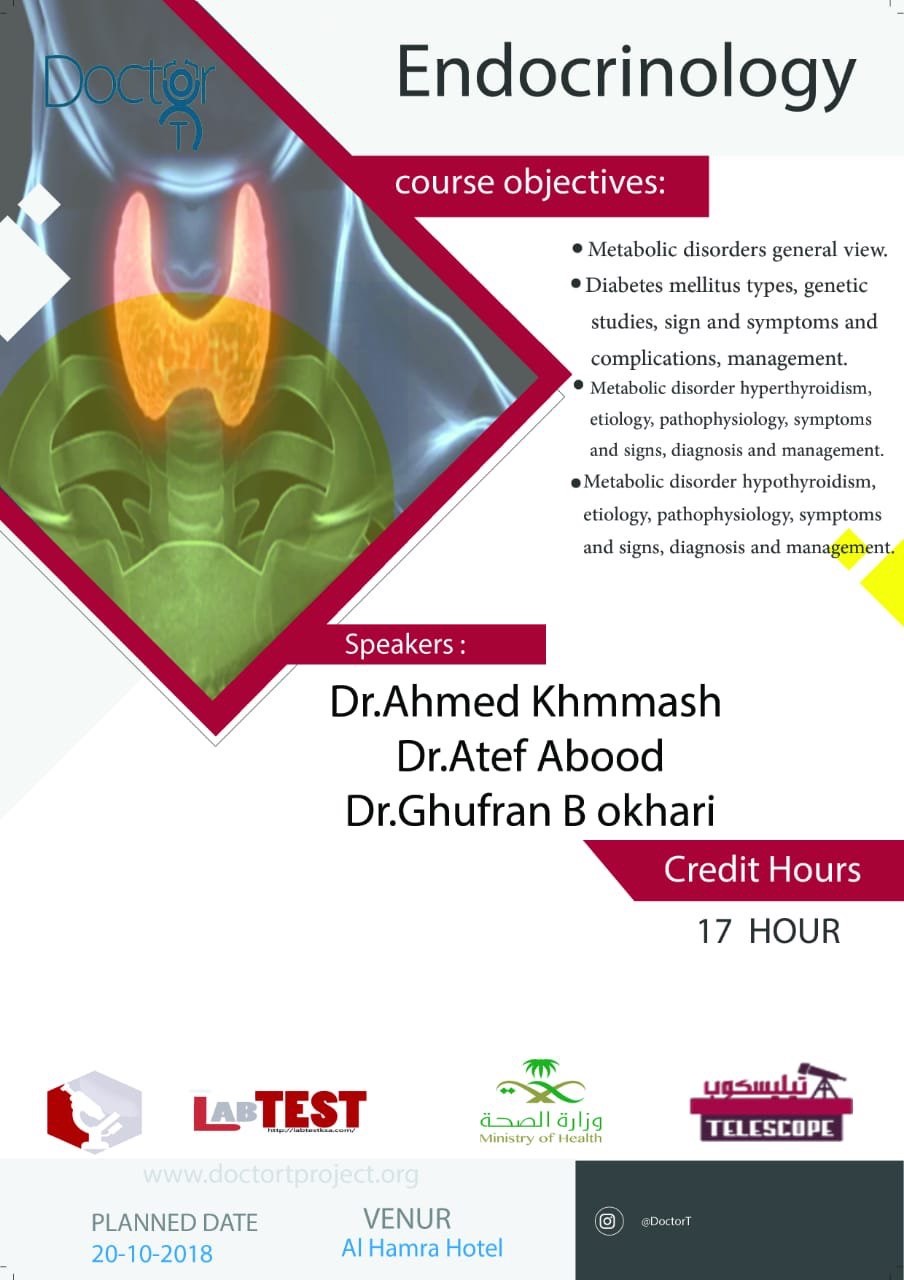 Doctor
T
Endocrinology
course objectives:
• Metabolic disorders general view.
• Diabetes mellitus types, genetic
studies, sign and symptoms and
complications, management.
• Metabolic disorder hyperthyroidism,
etiology, pathophysiology, symptoms
and signs, diagnosis and management.
• Metabolic disorder hypothyroidism,
etiology, pathophysiology, symptoms
and signs, diagnosis and management.
Speakers :
Dr.Ahmed Khmmash
Dr.Atef Abood
Dr.Ghufran B okhari
Credit Hours
17 HOUR
LABTEST
http://labtestksa.com/
وزارة الصحة
Ministry of Health
تيليسكوب
TELESCOPE
www.doctortproject.org
PLANNED DATE
20-10-2018
VENUR
Al Hamra Hotel
@DoctorT